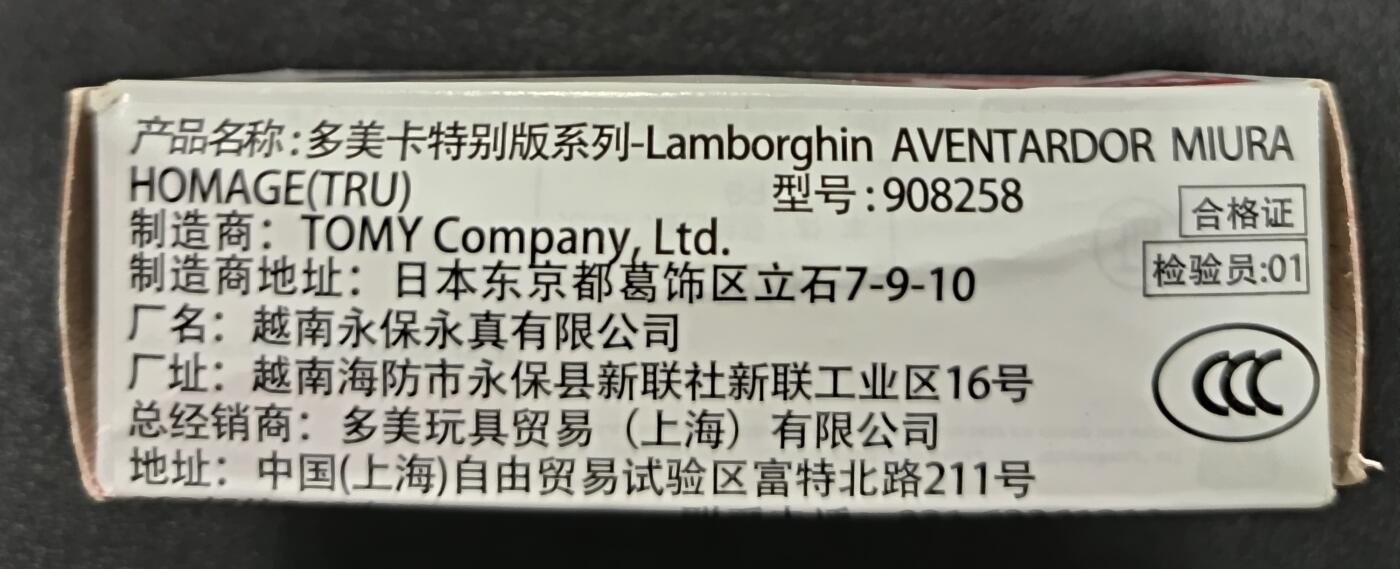 产品名称:多美卡特别版系列-Lamborghin AVENTARDOR MIURA
HOMAGE(TRU) 型号:908258
合格证
制造商：TOMY Company, Ltd.
检验员:01
制造商地址：日本东京都葛饰区立石7-9-10
厂名：越南永保永真有限公司
厂址：越南海防市永保县新联社新联工业区16号
CCC
总经销商：多美玩具贸易（上海）有限公司
地址：中国(上海)自由贸易试验区富特北路211号